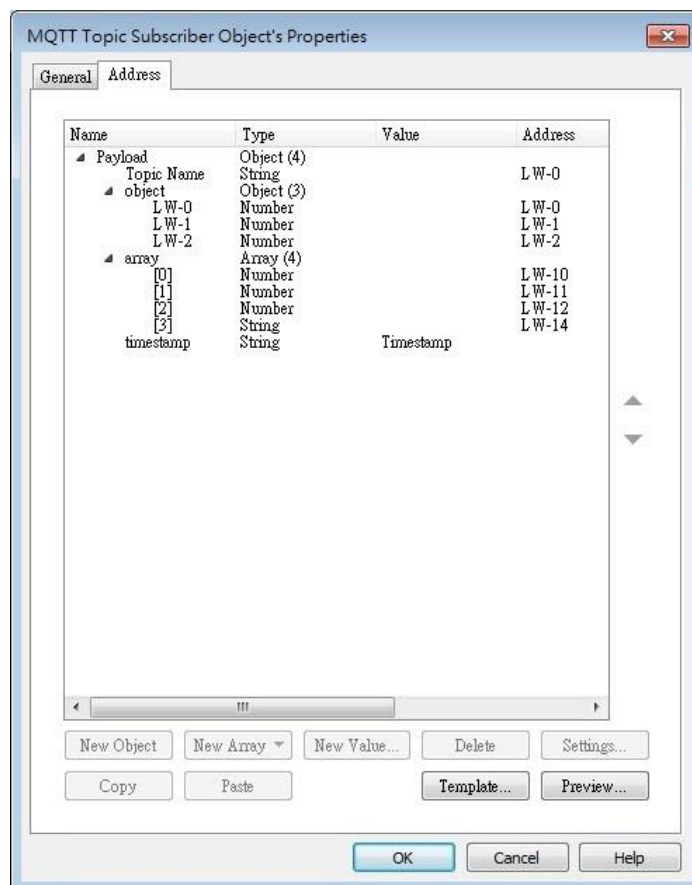 MQTT Topic Subscriber Object's Properties
General Address
Name Type Value Address
Payload Object (4)
Topic Name String LW-0
object Object (3)
LW-0 Number LW-0
LW-1 Number LW-1
LW-2 Number LW-2
array Array (4)
[0] Number LW-10
[1] Number LW-11
[2] Number LW-12
[3] String LW-14
timestamp String Timestamp
New Object New Array New Value... Delete Settings...
Copy Paste Template... Preview...
OK Cancel Help